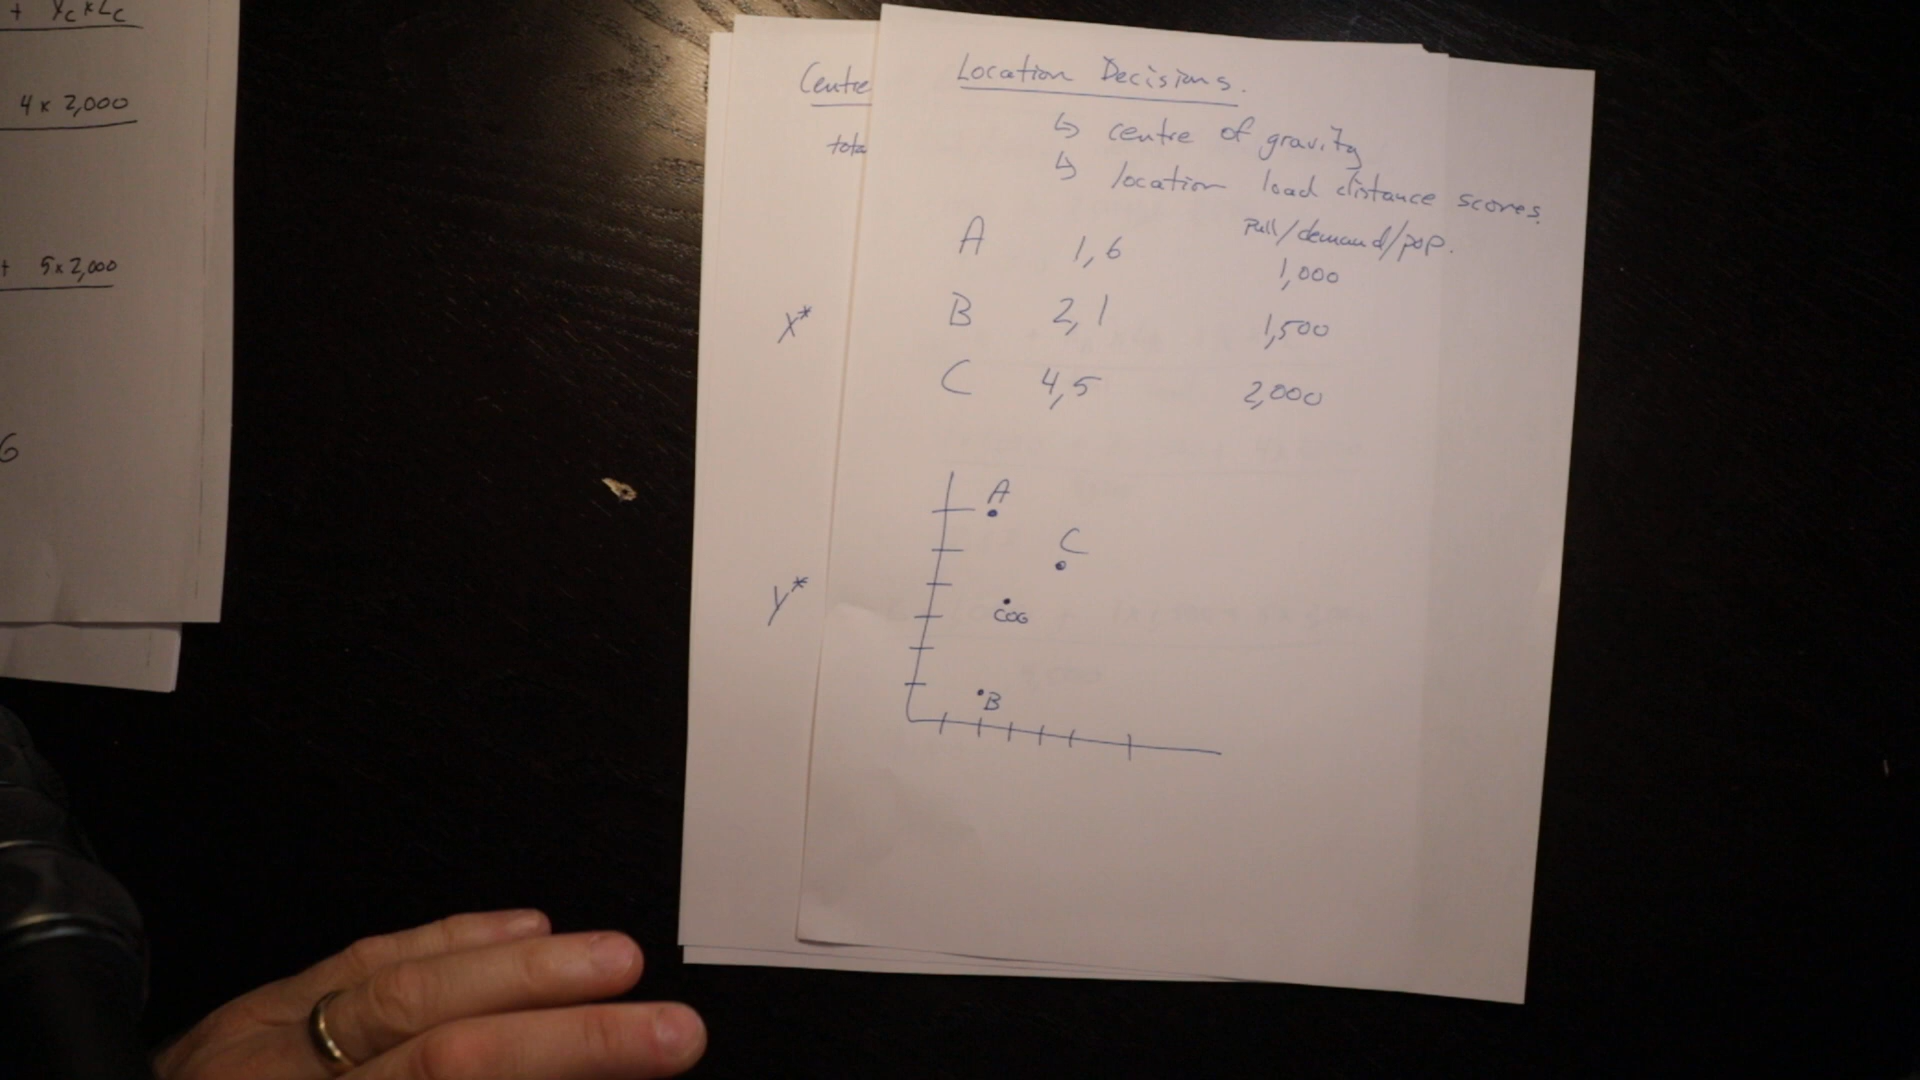 + Yc × Lc
4 × 2,000
+ 5 × 2,000
6
Centre
tota
X*
y*
Location Decisions.
↳ centre of gravity
↳ location load distance scores.
Pull/demand/pop.
A 1,6 1,000
B 2,1 1,500
C 4,5 2,000
A
C
COG
B